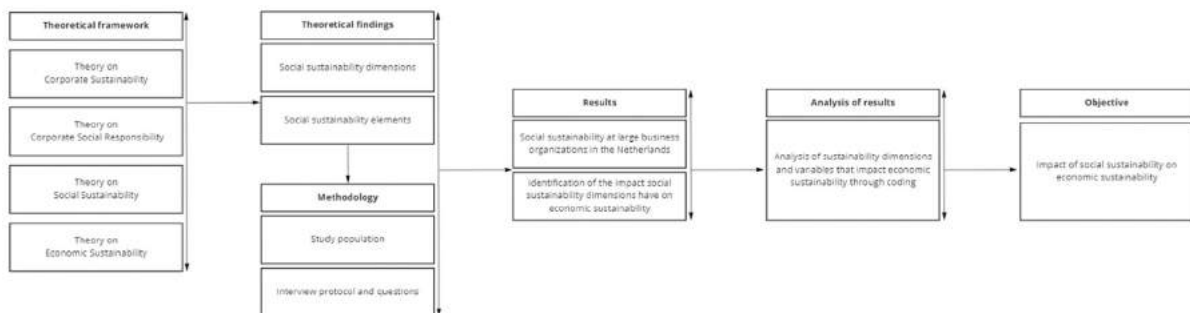 Theoretical framework
Theory on
Corporate Sustainability
Theory on
Corporate Social Responsibility
Theory on
Social Sustainability
Theory on
Economic Sustainability
Theoretical findings
Social sustainability dimensions
Social sustainability elements
Methodology
Study population
Interview protocol and questions
Results
Social sustainability at large business
organizations in the Netherlands
Identification of the impact social
sustainability dimensions have on
economic sustainability
Analysis of results
Analysis of sustainability dimensions
and variables that impact economic
sustainability through coding
Objective
Impact of social sustainability on
economic sustainability